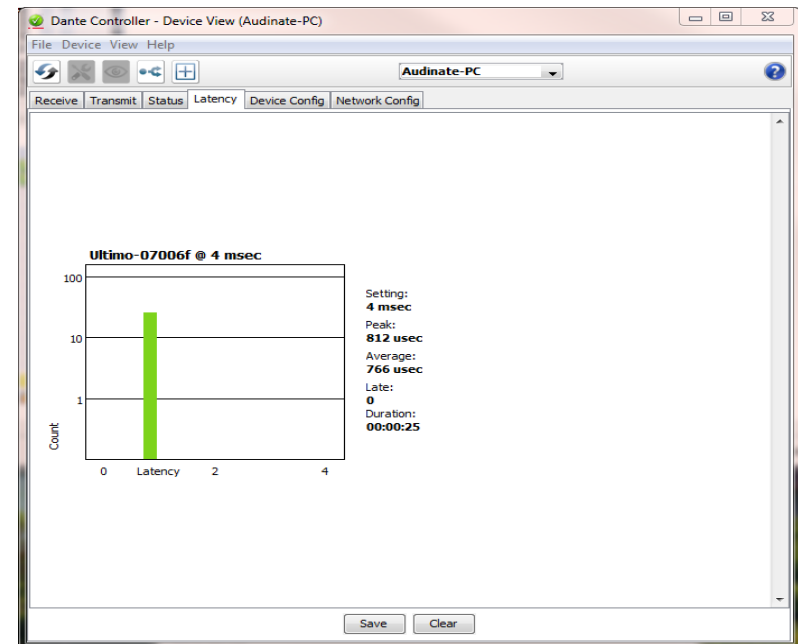 Dante Controller - Device View (Audinate-PC)
File Device View Help
Audinate-PC
Receive Transmit Status Latency Device Config Network Config
Ultimo-07006f @ 4 msec
100
10
1
Count
0 Latency 2 4
Setting:
4 msec
Peak:
812 usec
Average:
766 usec
Late:
0
Duration:
00:00:25
Save Clear